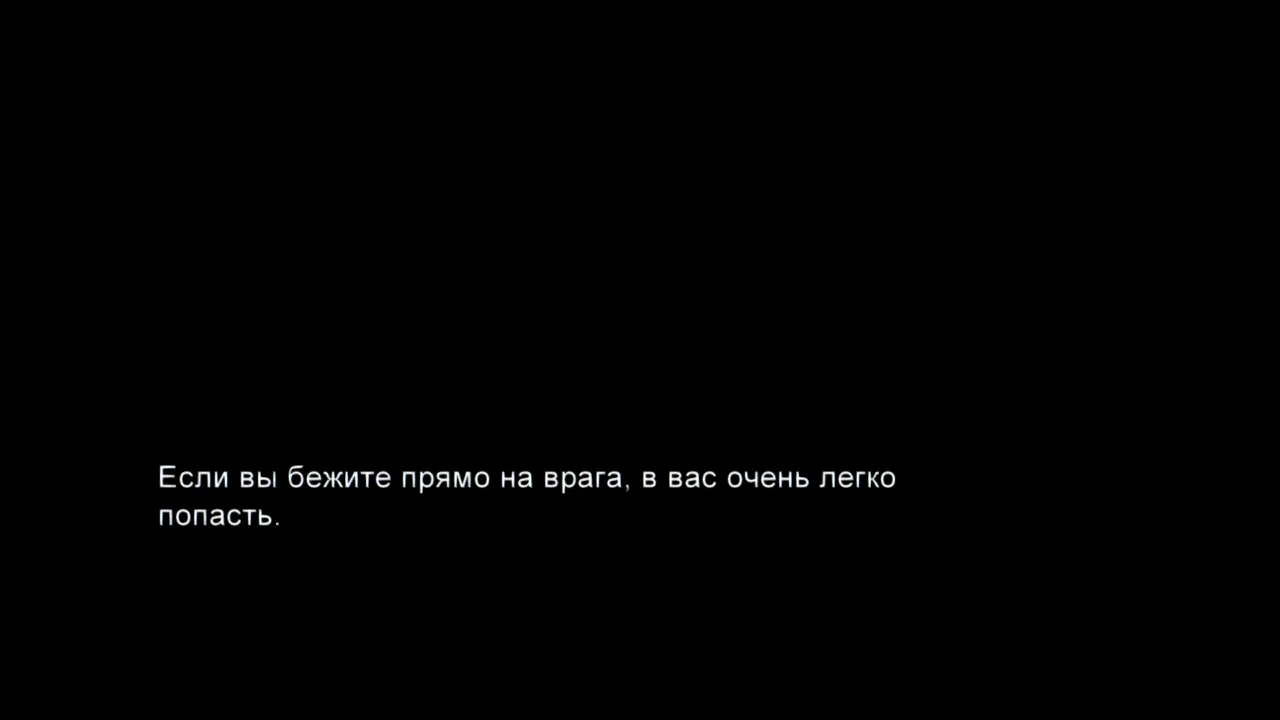 Если вы бежите прямо на врага, в вас очень легко
попасть.